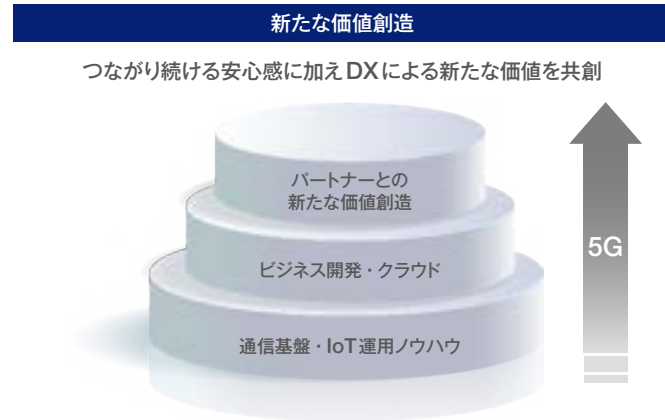 新たな価値創造
つながり続ける安心感に加えDXによる新たな価値を共創
パートナーとの
新たな価値創造
ビジネス開発・クラウド
5G
通信基盤・IoT運用ノウハウ